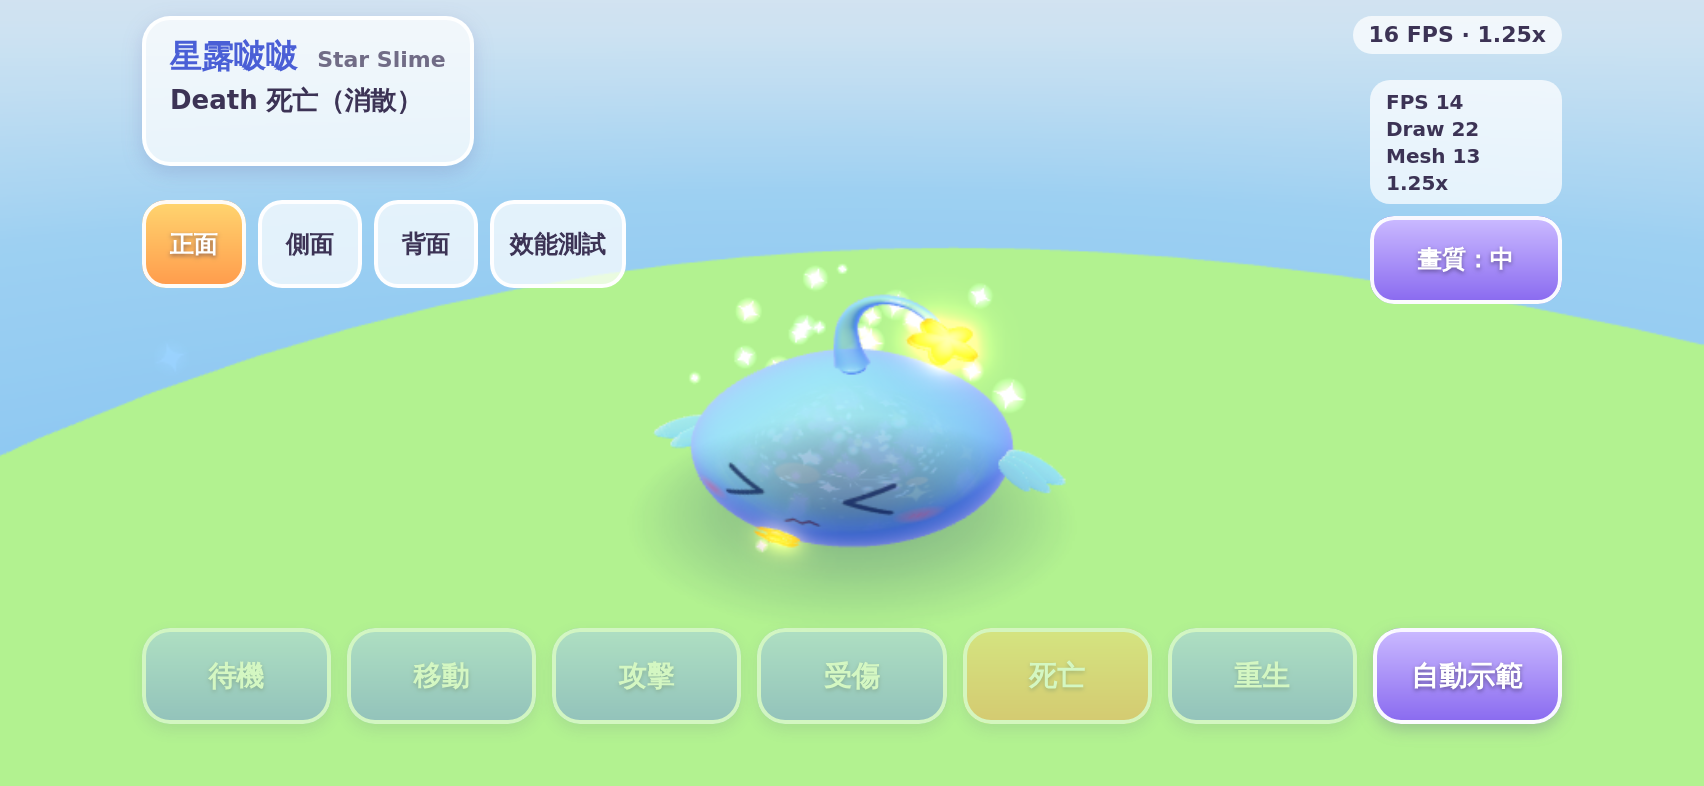 星露啵啵 Star Slime
Death 死亡（消散）
16 FPS · 1.25x
FPS 14
Draw 22
Mesh 13
1.25x
正面
側面
背面
效能測試
畫質：中
待機
移動
攻擊
受傷
死亡
重生
自動示範